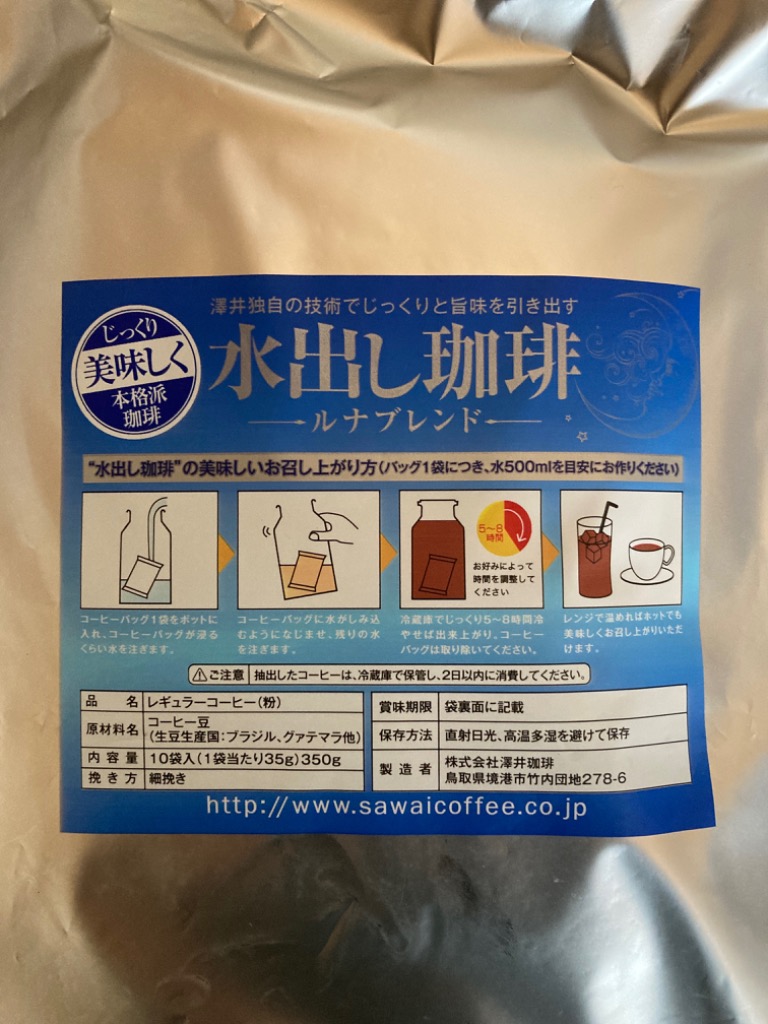 澤井独自の技術でじっくりと旨味を引き出す
じっくり
美味しく
本格派
珈琲
水出し珈琲
ルナブレンド
“水出し珈琲”の美味しいお召し上がり方(バッグ1袋につき、水500mlを目安にお作りください)
コーヒーバッグ1袋をポットに
入れ、コーヒーバッグが浸る
くらい水を注ぎます。
コーヒーバッグに水がしみ込
むようになじませ、残りの水
を注ぎます。
5〜8
時間
お好みによって
時間を調整して
ください
冷蔵庫でじっくり5~8時間冷
やせば出来上がり。コーヒー
バッグは取り除いてください。
レンジで温めればホットでも
美味しくお召し上がりいただ
けます。
ご注意 抽出したコーヒーは、冷蔵庫で保管し、2日以内に消費してください。
品名 レギュラーコーヒー(粉)
原材料名 コーヒー豆
(生豆生産国:ブラジル、グァテマラ他)
内容量 10袋入(1袋当たり35g)350g
挽き方 細挽き
賞味期限 袋裏面に記載
保存方法 直射日光、高温多湿を避けて保存
製造者 株式会社澤井珈琲
鳥取県境港市竹内団地278-6
http://www.sawaicoffee.co.jp